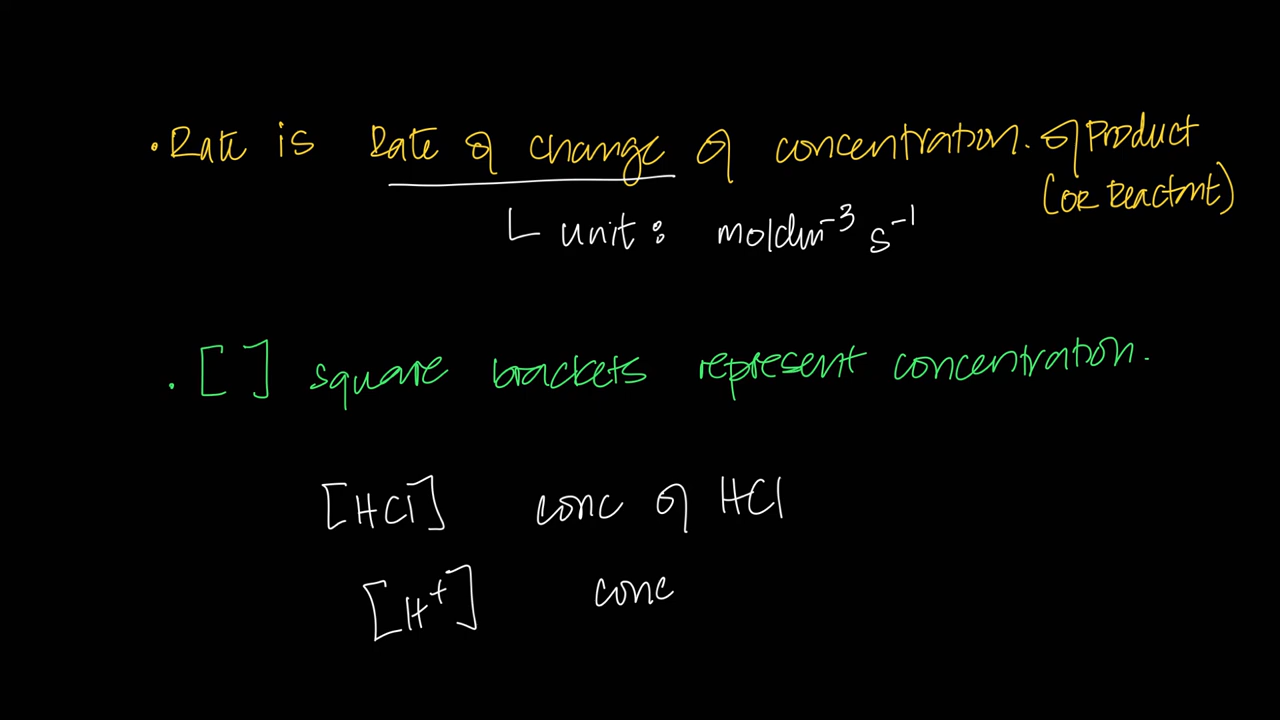 · Rate is Rate of change of concentration. of Product
(or Reactant)
L unit: moldm⁻³ s⁻¹
· [ ] square brackets represent concentration.
[HCl] conc of HCl
[H⁺] conc